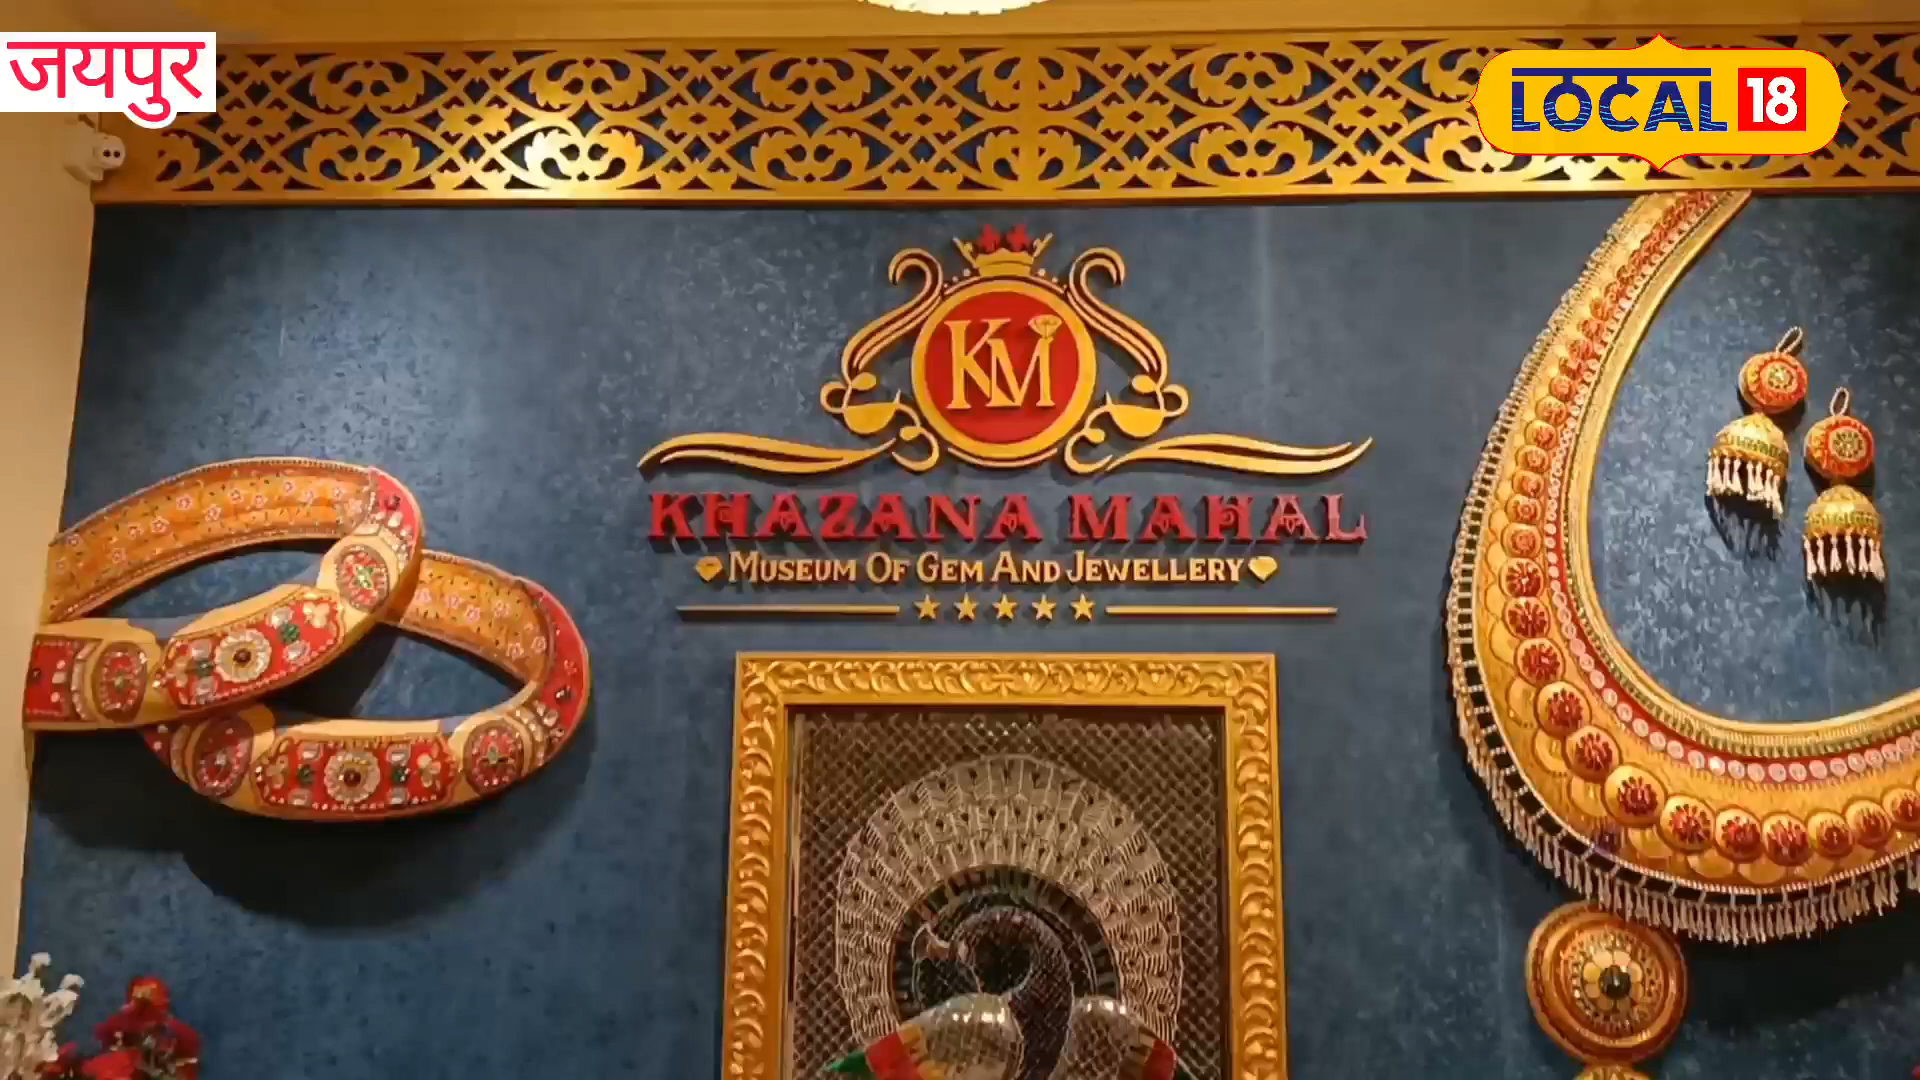 जयपुर
LOCAL 18
KM
KHAZANA MAHAL
MUSEUM OF GEM AND JEWELLERY